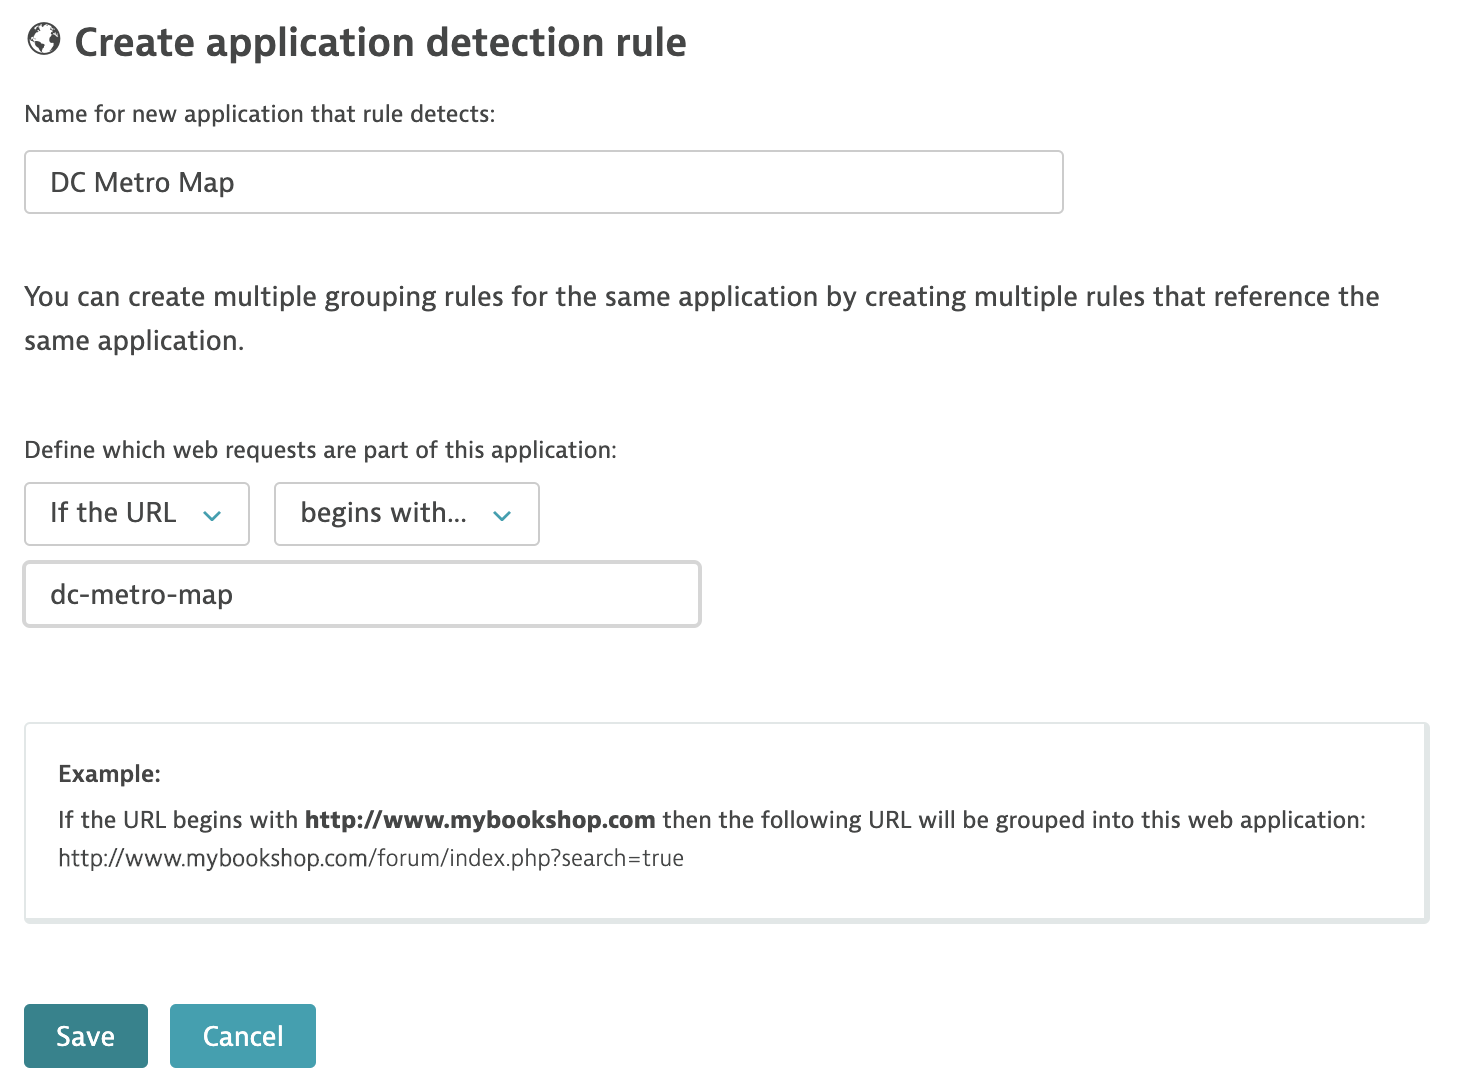 Create application detection rule
Name for new application that rule detects:
DC Metro Map
You can create multiple grouping rules for the same application by creating multiple rules that reference the
same application.
Define which web requests are part of this application:
If the URL begins with...
dc-metro-map
Example:
If the URL begins with http://www.mybookshop.com then the following URL will be grouped into this web application:
http://www.mybookshop.com/forum/index.php?search=true
Save Cancel